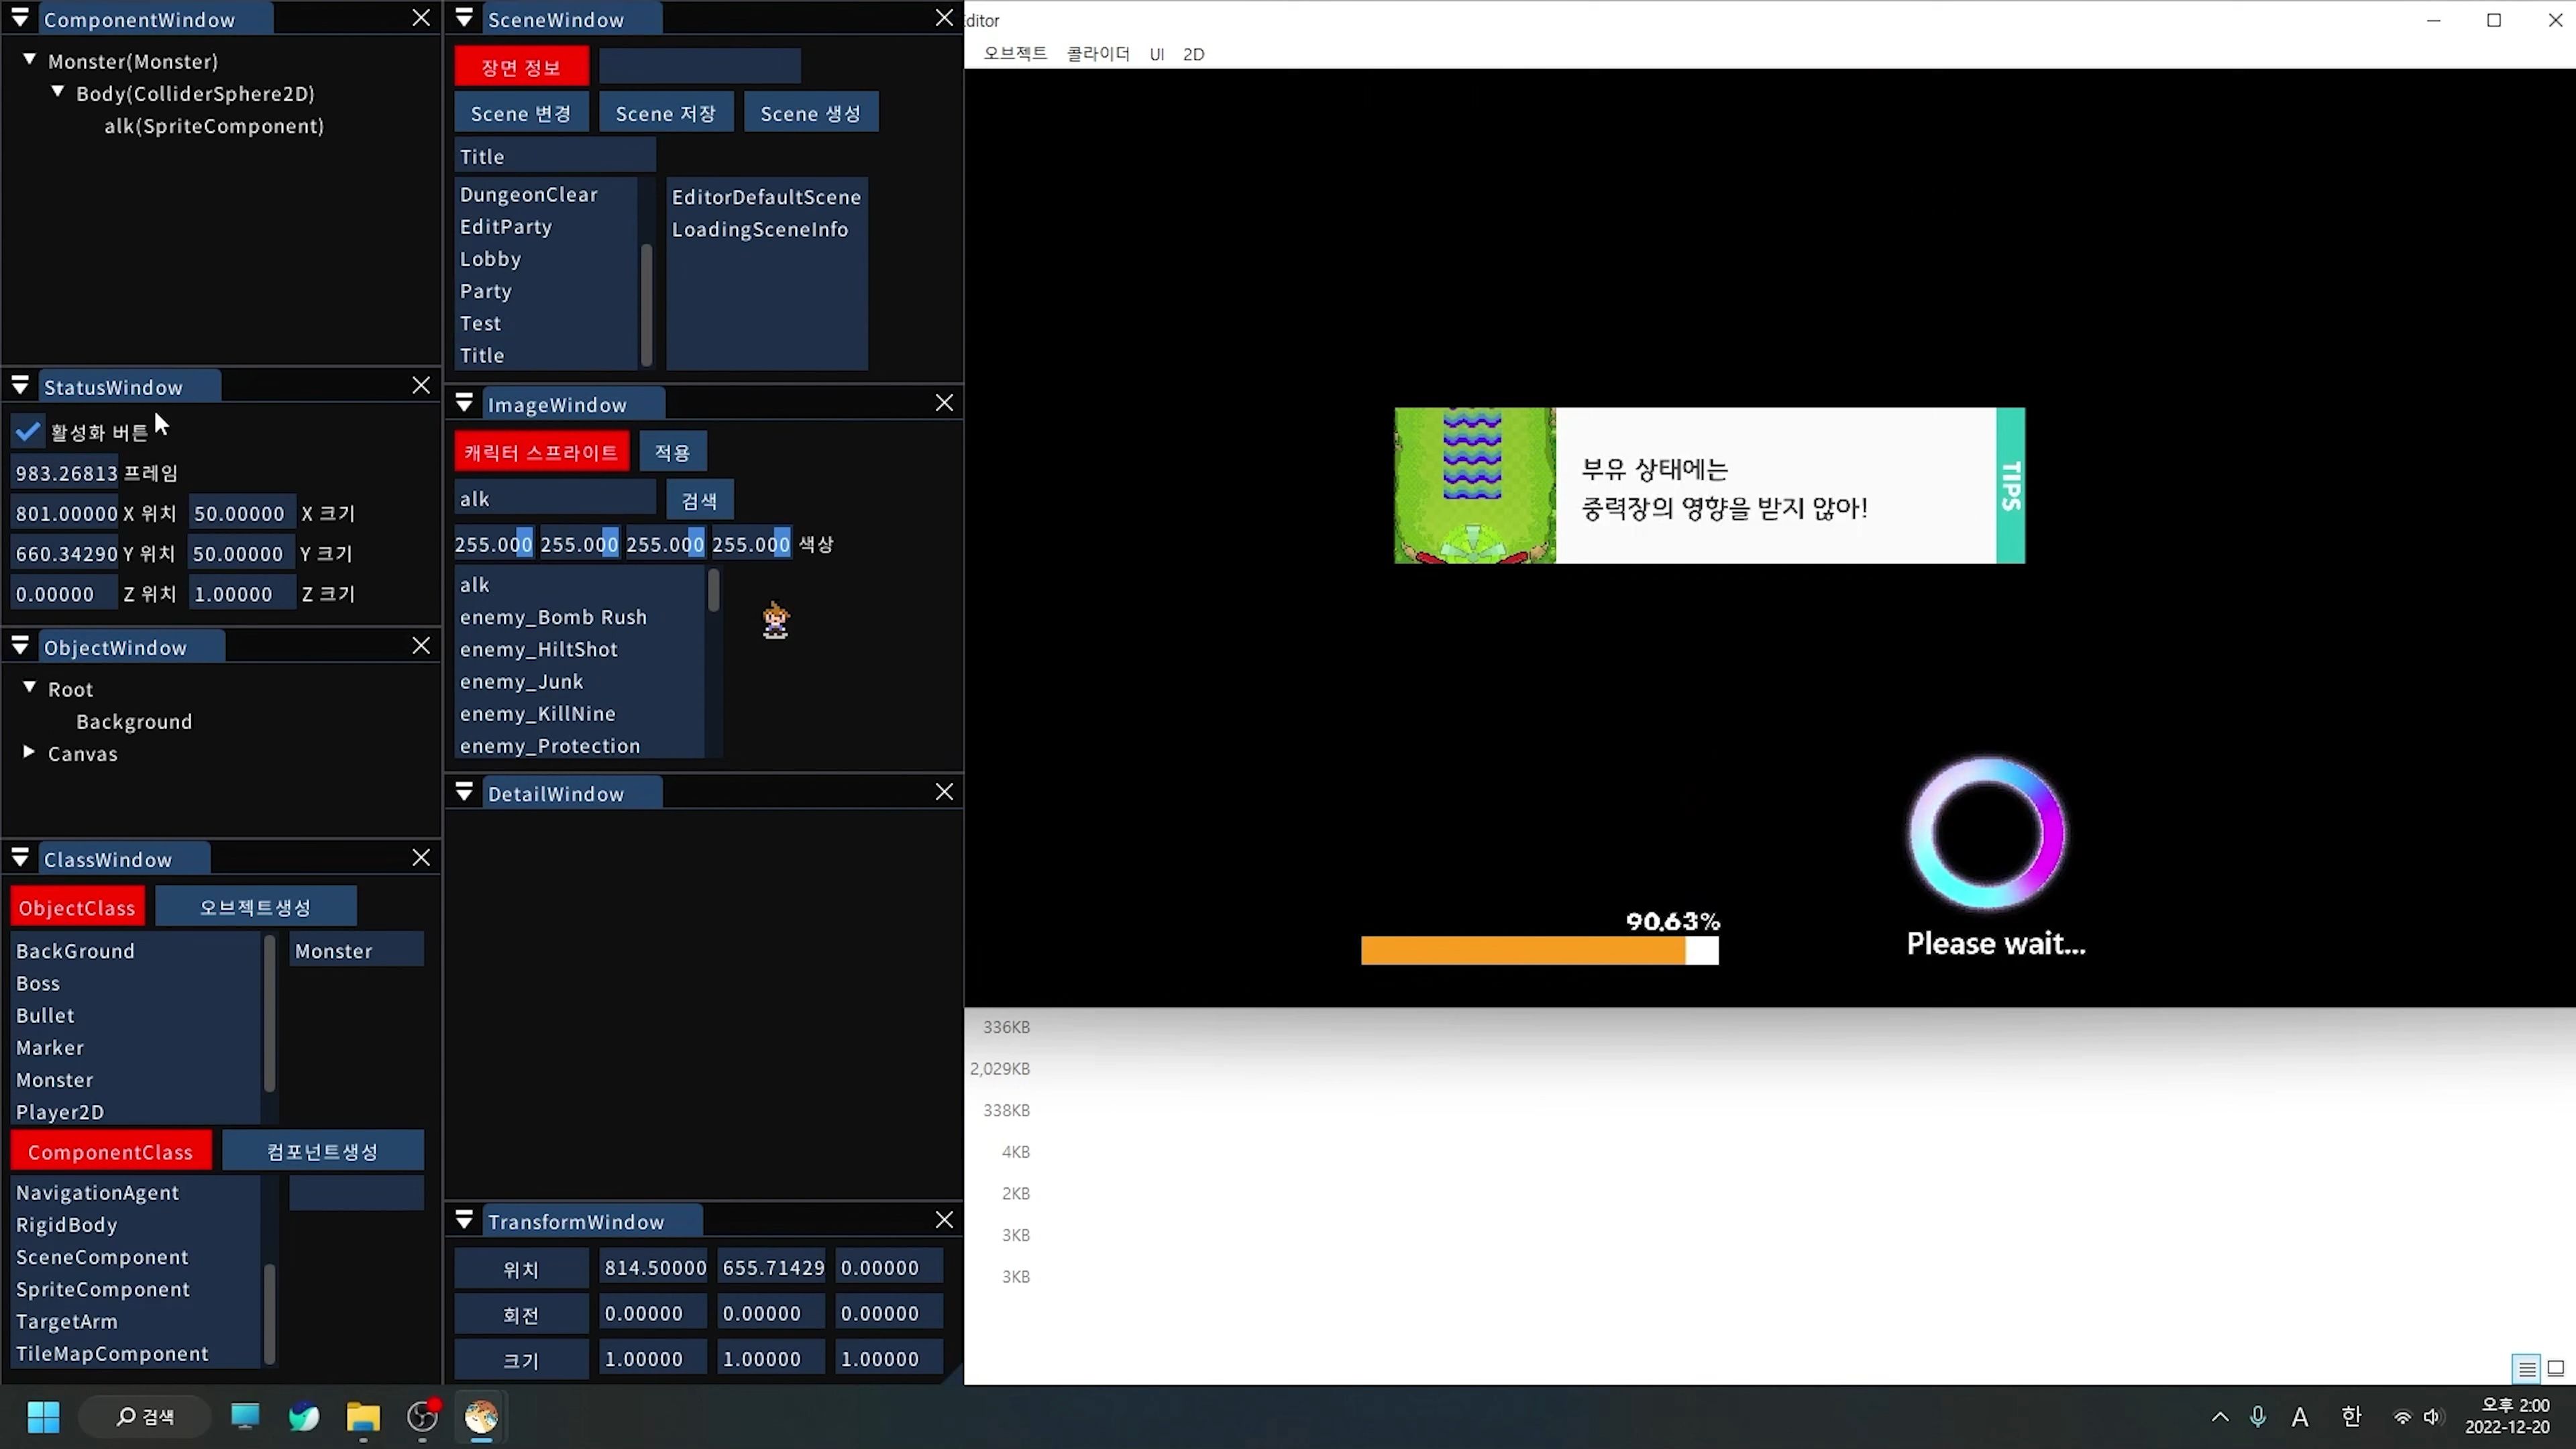 ComponentWindow
Monster(Monster)
Body(ColliderSphere2D)
alk(SpriteComponent)
StatusWindow
활성화 버튼
983.26813 프레임
801.00000 X 위치 50.00000 X 크기
660.34290 Y 위치 50.00000 Y 크기
0.00000 Z 위치 1.00000 Z 크기
ObjectWindow
Root
Background
Canvas
ClassWindow
ObjectClass 오브젝트생성
BackGround
Boss
Bullet
Marker
Monster
Player2D
Monster
ComponentClass 컴포넌트생성
NavigationAgent
RigidBody
SceneComponent
SpriteComponent
TargetArm
TileMapComponent
SceneWindow
장면 정보
Scene 변경 Scene 저장 Scene 생성
Title
DungeonClear
EditParty
Lobby
Party
Test
Title
EditorDefaultScene
LoadingSceneInfo
ImageWindow
캐릭터 스프라이트 적용
alk 검색
255.000 255.000 255.000 255.000 색상
alk
enemy_Bomb Rush
enemy_HiltShot
enemy_Junk
enemy_KillNine
enemy_Protection
DetailWindow
TransformWindow
위치 814.50000 655.71429 0.00000
회전 0.00000 0.00000 0.00000
크기 1.00000 1.00000 1.00000
ditor
오브젝트 콜라이더 UI 2D
부유 상태에는
중력장의 영향을 받지 않아!
TIPS
90.63%
Please wait...
336KB
2,029KB
338KB
4KB
2KB
3KB
3KB
검색
A 한
오후 2:00
2022-12-20